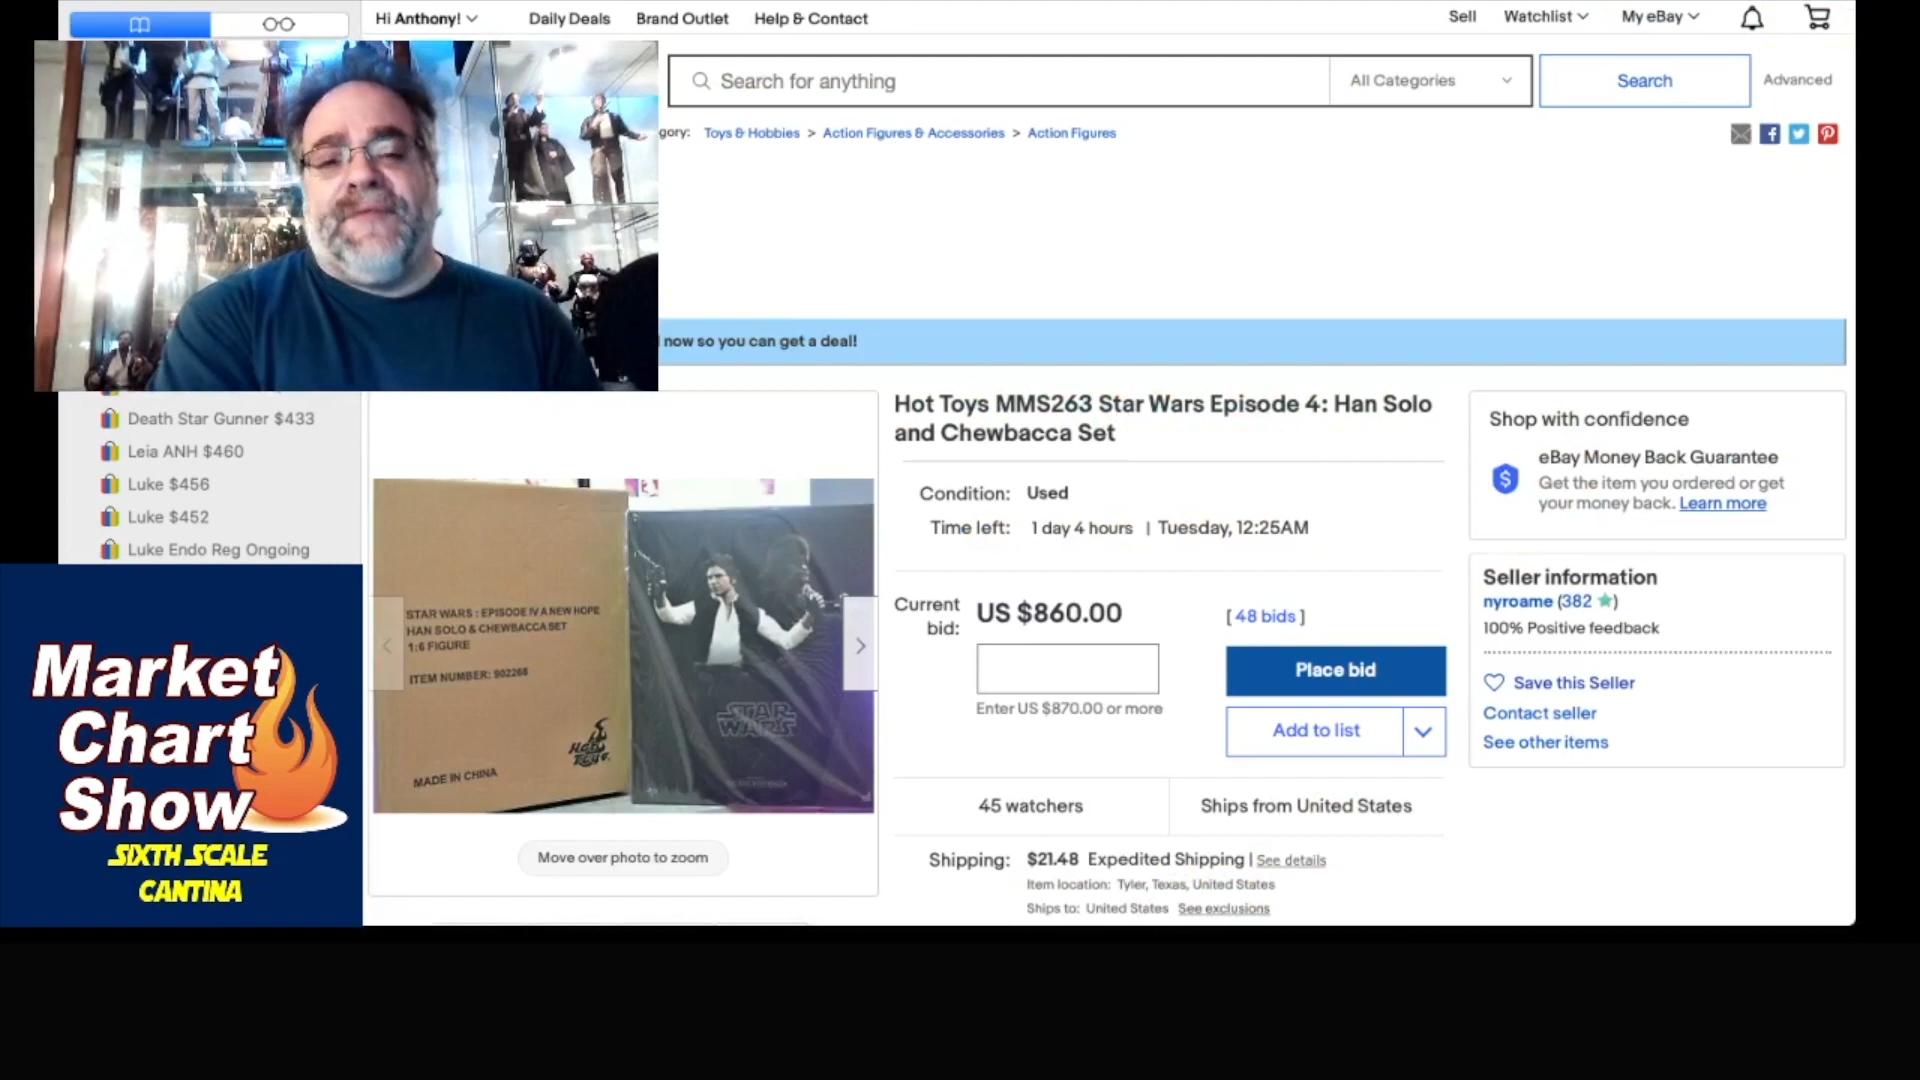 Hi Anthony!
Daily Deals
Brand Outlet
Help & Contact
Sell
Watchlist
My eBay
Search for anything
All Categories
Search
Advanced
gory: Toys & Hobbies > Action Figures & Accessories > Action Figures
now so you can get a deal!
Death Star Gunner $433
Leia ANH $460
Luke $456
Luke $452
Luke Endo Reg Ongoing
Market
Chart
Show
SIXTH SCALE
CANTINA
STAR WARS : EPISODE IV A NEW HOPE
HAN SOLO & CHEWBACCA SET
1:6 FIGURE
ITEM NUMBER: 902268
Hot Toys.
MADE IN CHINA
STAR
WARS
Move over photo to zoom
Hot Toys MMS263 Star Wars Episode 4: Han Solo
and Chewbacca Set
Condition: Used
Time left: 1 day 4 hours | Tuesday, 12:25AM
Current
bid:
US $860.00
[ 48 bids ]
Place bid
Enter US $870.00 or more
Add to list
45 watchers
Ships from United States
Shipping: $21.48 Expedited Shipping | See details
Item location: Tyler, Texas, United States
Ships to: United States See exclusions
Shop with confidence
eBay Money Back Guarantee
Get the item you ordered or get
your money back. Learn more
Seller information
nyroame (382)
100% Positive feedback
Save this Seller
Contact seller
See other items